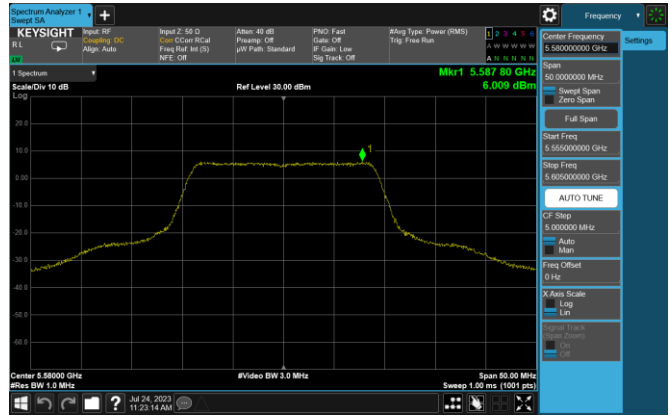 Spectrum Analyzer 1
Swept SA
Frequency
KEYSIGHT
RL
Input: RF
Coupling: DC
Align: Auto
Input Z: 50 Ω
Corr CCorr RCal
Freq Ref: Int (S)
NFE: Off
Atten: 40 dB
Preamp: Off
µW Path: Standard
PNO: Fast
Gate: Off
IF Gain: Low
Sig Track: Off
#Avg Type: Power (RMS)
Trig: Free Run
1 2 3 4 5 6
A W W W W W
A N N N N N
1 Spectrum
Scale/Div 10 dB
Log
Ref Level 30.00 dBm
Mkr1 5.587 80 GHz
6.009 dBm
20.0
10.0
0.00
-10.0
-20.0
-30.0
-40.0
-50.0
-60.0
1
Center 5.58000 GHz
#Res BW 1.0 MHz
#Video BW 3.0 MHz
Span 50.00 MHz
Sweep 1.00 ms (1001 pts)
Jul 24, 2023
11:23:14 AM
Settings
Center Frequency
5.580000000 GHz
Span
50.0000000 MHz
Swept Span
Zero Span
Full Span
Start Freq
5.555000000 GHz
Stop Freq
5.605000000 GHz
AUTO TUNE
CF Step
5.000000 MHz
Auto
Man
Freq Offset
0 Hz
X Axis Scale
Log
Lin
Signal Track
(Span Zoom)
On
Off